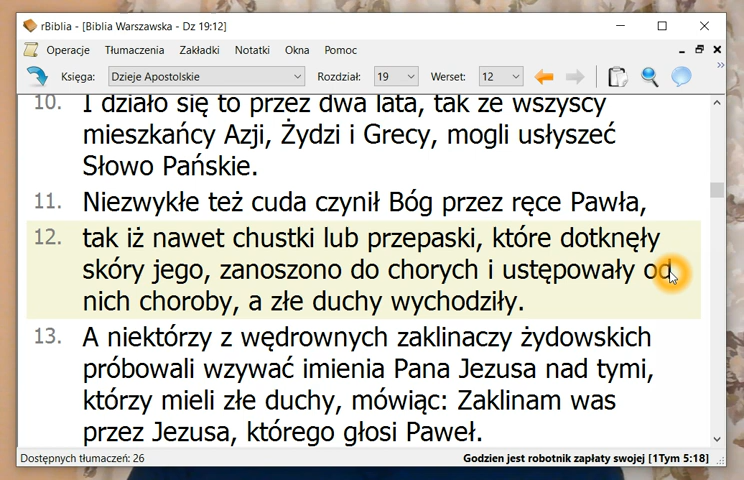 rBiblia - [Biblia Warszawska - Dz 19:12]
Operacje Tłumaczenia Zakładki Notatki Okna Pomoc
Księga: Dzieje Apostolskie Rozdział: 19 Werset: 12
10. I działo się to przez dwa lata, tak że wszyscy
mieszkańcy Azji, Żydzi i Grecy, mogli usłyszeć
Słowo Pańskie.
11. Niezwykłe też cuda czynił Bóg przez ręce Pawła,
12. tak iż nawet chustki lub przepaski, które dotknęły
skóry jego, zanoszono do chorych i ustępowały od
nich choroby, a złe duchy wychodziły.
13. A niektórzy z wędrownych zaklinaczy żydowskich
próbowali wzywać imienia Pana Jezusa nad tymi,
którzy mieli złe duchy, mówiąc: Zaklinam was
przez Jezusa, którego głosi Paweł.
Dostępnych tłumaczeń: 26 Godzien jest robotnik zapłaty swojej [1Tym 5:18]